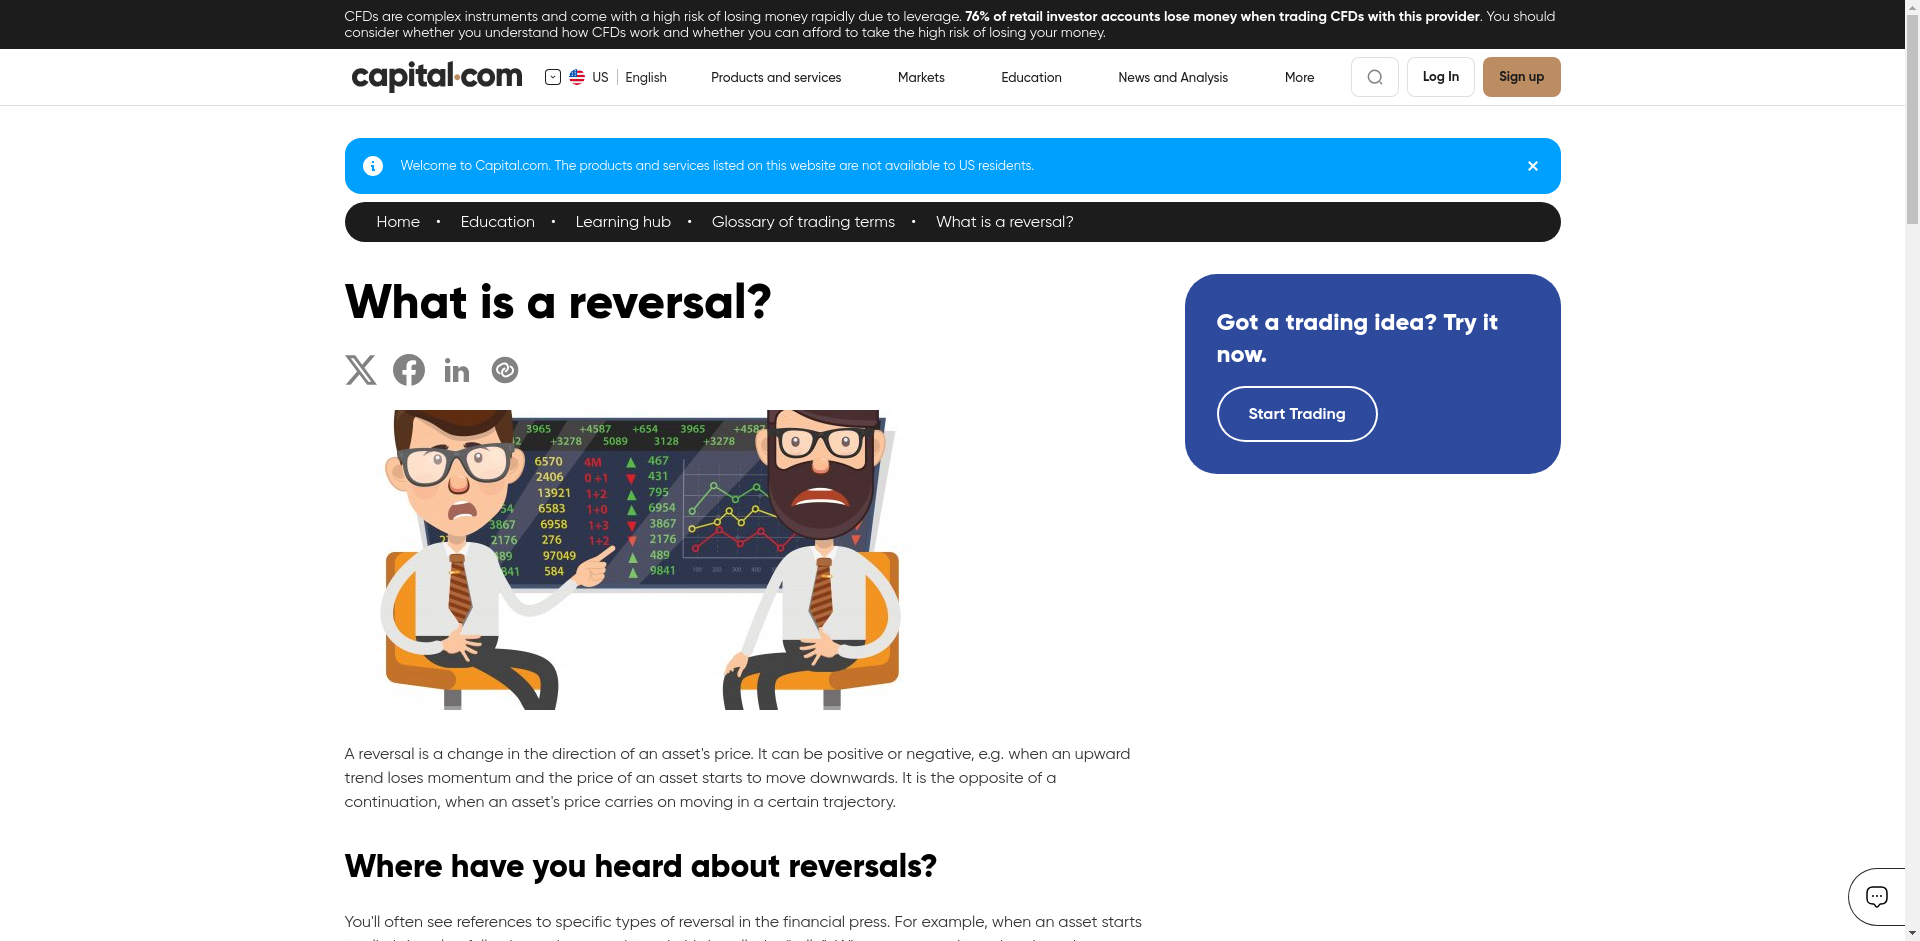 CFDs are complex instruments and come with a high risk of losing money rapidly due to leverage. 76% of retail investor accounts lose money when trading CFDs with this provider. You should
consider whether you understand how CFDs work and whether you can afford to take the high risk of losing your money.
capital.com
US English
Products and services
Markets
Education
News and Analysis
More
Log In
Sign up
Welcome to Capital.com. The products and services listed on this website are not available to US residents.
Home • Education • Learning hub • Glossary of trading terms • What is a reversal?
What is a reversal?
Got a trading idea? Try it
now.
Start Trading
3965 +4587 +654 3965 +4587
+3278 5089 3128 +3278
6570 4M 467
2406 0+1 431
13921 1+2 795
6583 1+0 6954
3867 6958 1+3 3867
2176 276 1+2 2176
97049 489
584 9841
100 200 300 400
A reversal is a change in the direction of an asset's price. It can be positive or negative, e.g. when an upward
trend loses momentum and the price of an asset starts to move downwards. It is the opposite of a
continuation, when an asset's price carries on moving in a certain trajectory.
Where have you heard about reversals?
You'll often see references to specific types of reversal in the financial press. For example, when an asset starts